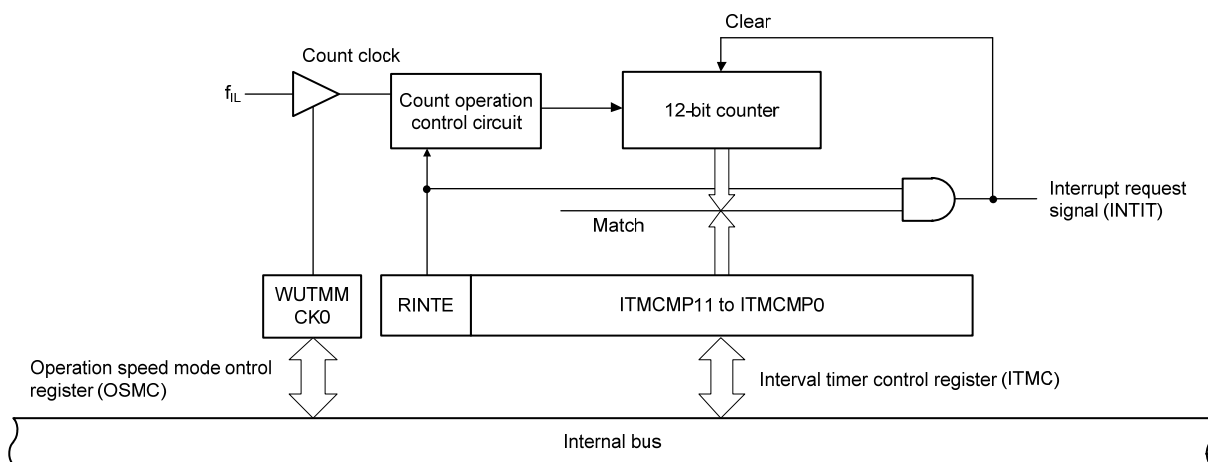 Clear
Count clock
fIL
Count operation
control circuit
12-bit counter
Interrupt request
signal (INTIT)
Match
WUTMM
CK0
RINTE
ITMCMP11 to ITMCMP0
Operation speed mode ontrol
register (OSMC)
Interval timer control register (ITMC)
Internal bus